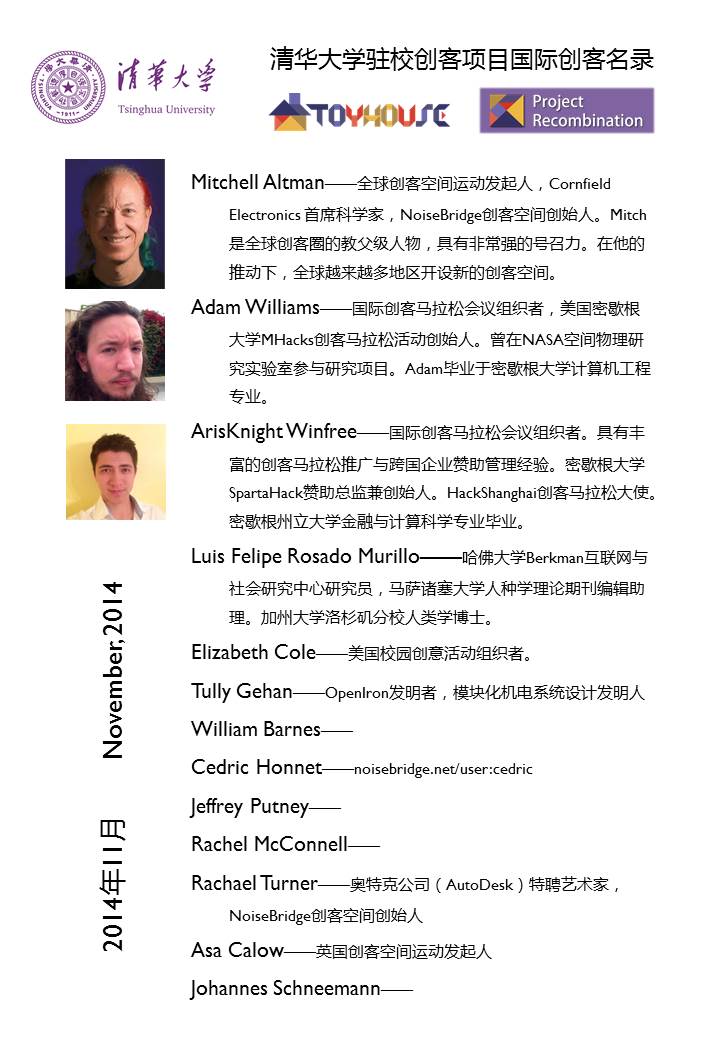 清华大学驻校创客项目国际创客名录
清華大学
Tsinghua University
TSINGHUA UNIVERSITY
-1911-
TOYHOUSE
Project
Recombination
Mitchell Altman——全球创客空间运动发起人，Cornfield
Electronics 首席科学家，NoiseBridge创客空间创始人。Mitch
是全球创客圈的教父级人物，具有非常强的号召力。在他的
推动下，全球越来越多地区开设新的创客空间。
Adam Williams——国际创客马拉松会议组织者，美国密歇根
大学MHacks创客马拉松活动创始人。曾在NASA空间物理研
究实验室参与研究项目。Adam毕业于密歇根大学计算机工程
专业。
ArisKnight Winfree——国际创客马拉松会议组织者。具有丰
富的创客马拉松推广与跨国企业赞助管理经验。密歇根大学
SpartaHack赞助总监兼创始人。HackShanghai创客马拉松大使。
密歇根州立大学金融与计算科学专业毕业。
Luis Felipe Rosado Murillo——哈佛大学Berkman互联网与
社会研究中心研究员，马萨诸塞大学人种学理论期刊编辑助
理。加州大学洛杉矶分校人类学博士。
Elizabeth Cole——美国校园创意活动组织者。
Tully Gehan——OpenIron发明者，模块化机电系统设计发明人
William Barnes——
Cedric Honnet——noisebridge.net/user:cedric
Jeffrey Putney——
Rachel McConnell——
Rachael Turner——奥特克公司（AutoDesk）特聘艺术家，
NoiseBridge创客空间创始人
Asa Calow——英国创客空间运动发起人
Johannes Schneemann——
2014年11月 November, 2014